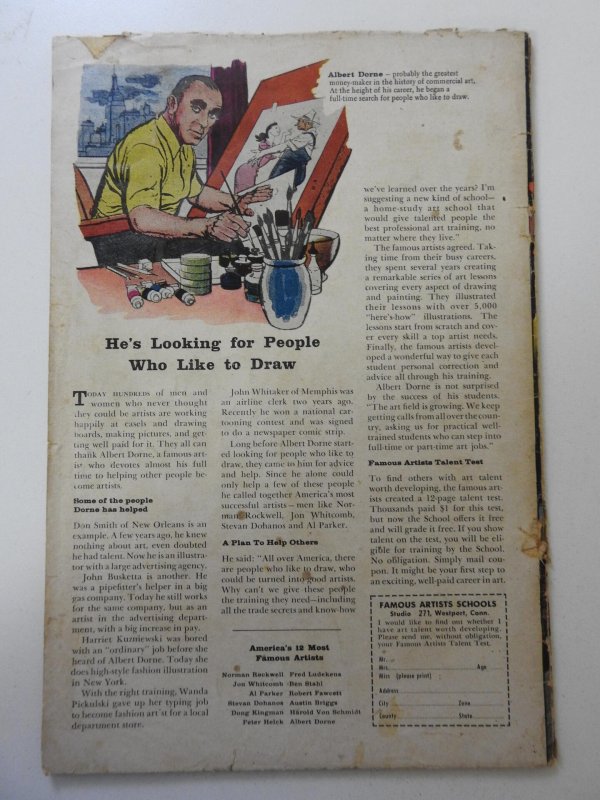 Albert Dorne – probably the greatest
money-maker in the history of commercial art.
At the height of his career, he began a
full-time search for people who like to draw.
He's Looking for People
Who Like to Draw
TODAY HUNDREDS of men and
women who never thought
they could be artists are working
happily at easels and drawing
boards, making pictures, and get-
ting well paid for it. They all can
thank Albert Dorne, a famous art-
ist who devotes almost his full
time to helping other people be-
come artists.
Some of the people
Dorne has helped
Don Smith of New Orleans is an
example. A few years ago, he knew
nothing about art, even doubted
he had talent. Now he is an illustra-
tor with a large advertising agency.
John Busketta is another. He
was a pipefitter's helper in a big
gas company. Today he still works
for the same company, but as an
artist in the advertising depart-
ment, with a big increase in pay.
Harriet Kuzniewski was bored
with an "ordinary" job before she
heard of Albert Dorne. Today she
does high-style fashion illustration
in New York.
With the right training, Wanda
Pickulski gave up her typing job
to become fashion art'st for a local
department store.
John Whitaker of Memphis was
an airline clerk two years ago.
Recently he won a national car-
tooning contest and was signed
to do a newspaper comic strip.
Long before Albert Dorne start-
ed looking for people who like to
draw, they came to him for advice
and help. Since he alone could
only help a few of these people
he called together America's most
successful artists – men like Nor-
man Rockwell, Jon Whitcomb,
Stevan Dohanos and Al Parker.
A Plan To Help Others
He said: "All over America, there
are people who like to draw, who
could be turned into good artists.
Why can't we give these people
the training they need—including
all the trade secrets and know-how
America's 12 Most
Famous Artists
Norman Rockwell Fred Ludekens
Jon Whitcomb Ben Stahl
Al Parker Robert Fawcett
Stevan Dohanos Austin Briggs
Dong Kingman Harold Von Schmidt
Peter Helck Albert Dorne
we've learned over the years? I'm
suggesting a new kind of school—
a home-study art school that
would give talented people the
best professional art training, no
matter where they live."
The famous artists agreed. Tak-
ing time from their busy careers,
they spent several years creating
a remarkable series of art lessons
covering every aspect of drawing
and painting. They illustrated
their lessons with over 5,000
"here's-how" illustrations. The
lessons start from scratch and cov-
er every skill a top artist needs.
Finally, the famous artists devel-
oped a wonderful way to give each
student personal correction and
advice all through his training.
Albert Dorne is not surprised
by the success of his students.
"The art field is growing. We keep
getting calls from all over the coun-
try, asking us for practical well-
trained students who can step into
full-time or part-time art jobs."
Famous Artists Talent Test
To find others with art talent
worth developing, the famous art-
ists created a 12-page talent test.
Thousands paid $1 for this test,
but now the School offers it free
and will grade it free. If you show
talent on the test, you will be eli-
gible for training by the School.
No obligation. Simply mail cou-
pon. It might be your first step to
an exciting, well-paid career in art.
FAMOUS ARTISTS SCHOOLS
Studio 271, Westport, Conn.
I would like to find out whether I
have art talent worth developing.
Please send me, without obligation,
your Famous Artists Talent Test.
Mr.
Mrs. Age
Miss (please print)
Address
City Zone
County State